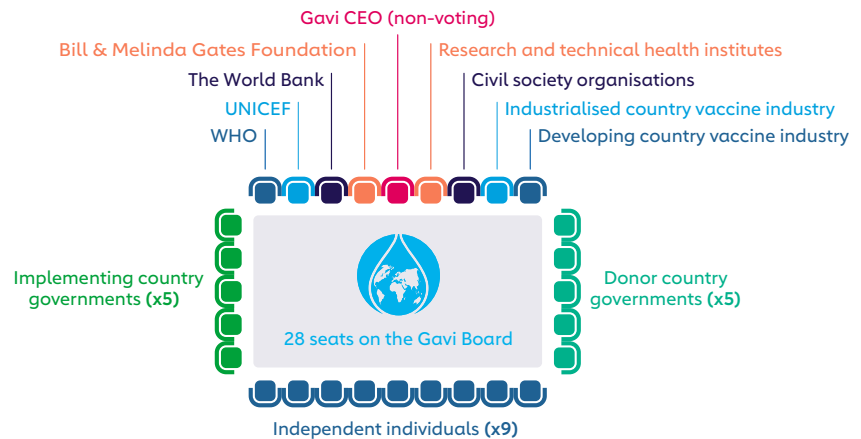 Gavi CEO (non-voting)
Bill & Melinda Gates Foundation
Research and technical health institutes
The World Bank
Civil society organisations
UNICEF
Industrialised country vaccine industry
WHO
Developing country vaccine industry
Implementing country
governments (x5)
Donor country
governments (x5)
28 seats on the Gavi Board
Independent individuals (x9)